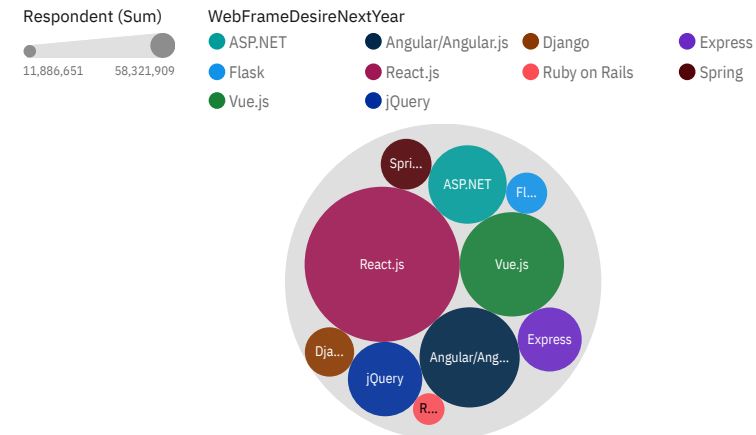 Respondent (Sum)
11,886,651 58,321,909
WebFrameDesireNextYear
ASP.NET Angular/Angular.js Django Express
Flask React.js Ruby on Rails Spring
Vue.js jQuery
Spri...
ASP.NET
Fl...
React.js
Vue.js
Express
Dja...
Angular/Ang...
jQuery
R...